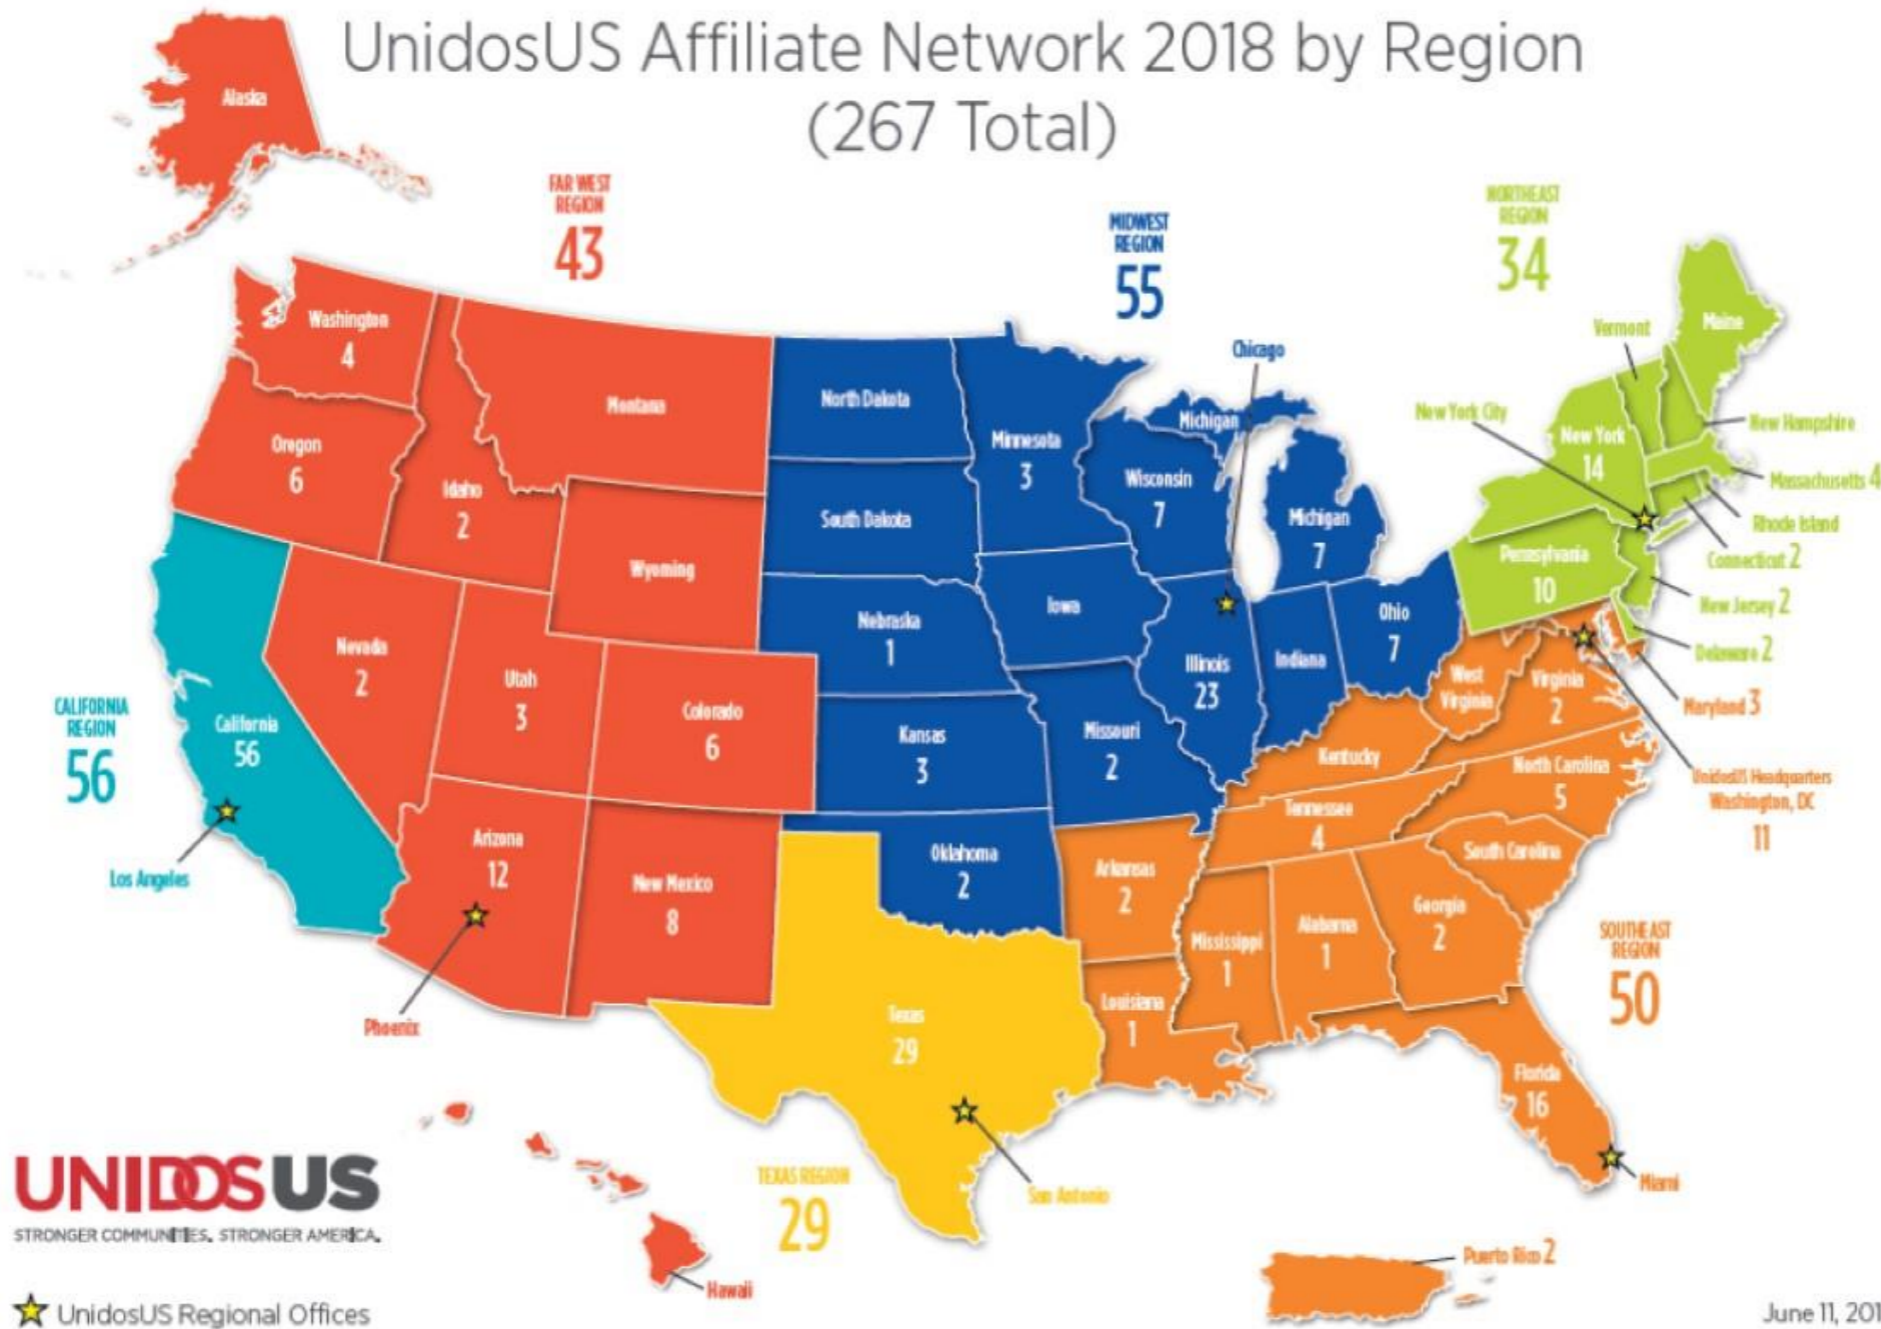 UnidosUS Affiliate Network 2018 by Region
(267 Total)
Alaska
FAR WEST
REGION
43
MIDWEST
REGION
55
NORTHEAST
REGION
34
Washington
4
Oregon
6
Idaho
2
Montana
Wyoming
Nevada
2
Utah
3
Colorado
6
Arizona
12
New Mexico
8
Phoenix
Hawaii
CALIFORNIA
REGION
56
California
56
Los Angeles
North Dakota
South Dakota
Nebraska
1
Kansas
3
Oklahoma
2
Minnesota
3
Iowa
Missouri
2
Wisconsin
7
Michigan
Michigan
7
Chicago
Illinois
23
Indiana
Ohio
7
Maine
Vermont
New Hampshire
New York City
New York
14
Massachusetts 4
Rhode Island
Connecticut 2
Pennsylvania
10
New Jersey 2
Delaware 2
Maryland 3
West
Virginia
Virginia
2
UnidosUS Headquarters
Washington, DC
11
Kentucky
North Carolina
5
Tennessee
4
South Carolina
Arkansas
2
Mississippi
1
Alabama
1
Georgia
2
Louisiana
1
SOUTHEAST
REGION
50
Florida
16
Miami
Puerto Rico 2
Texas
29
San Antonio
TEXAS REGION
29
UNIDOSUS
STRONGER COMMUNITIES. STRONGER AMERICA.
UnidosUS Regional Offices
June 11, 201